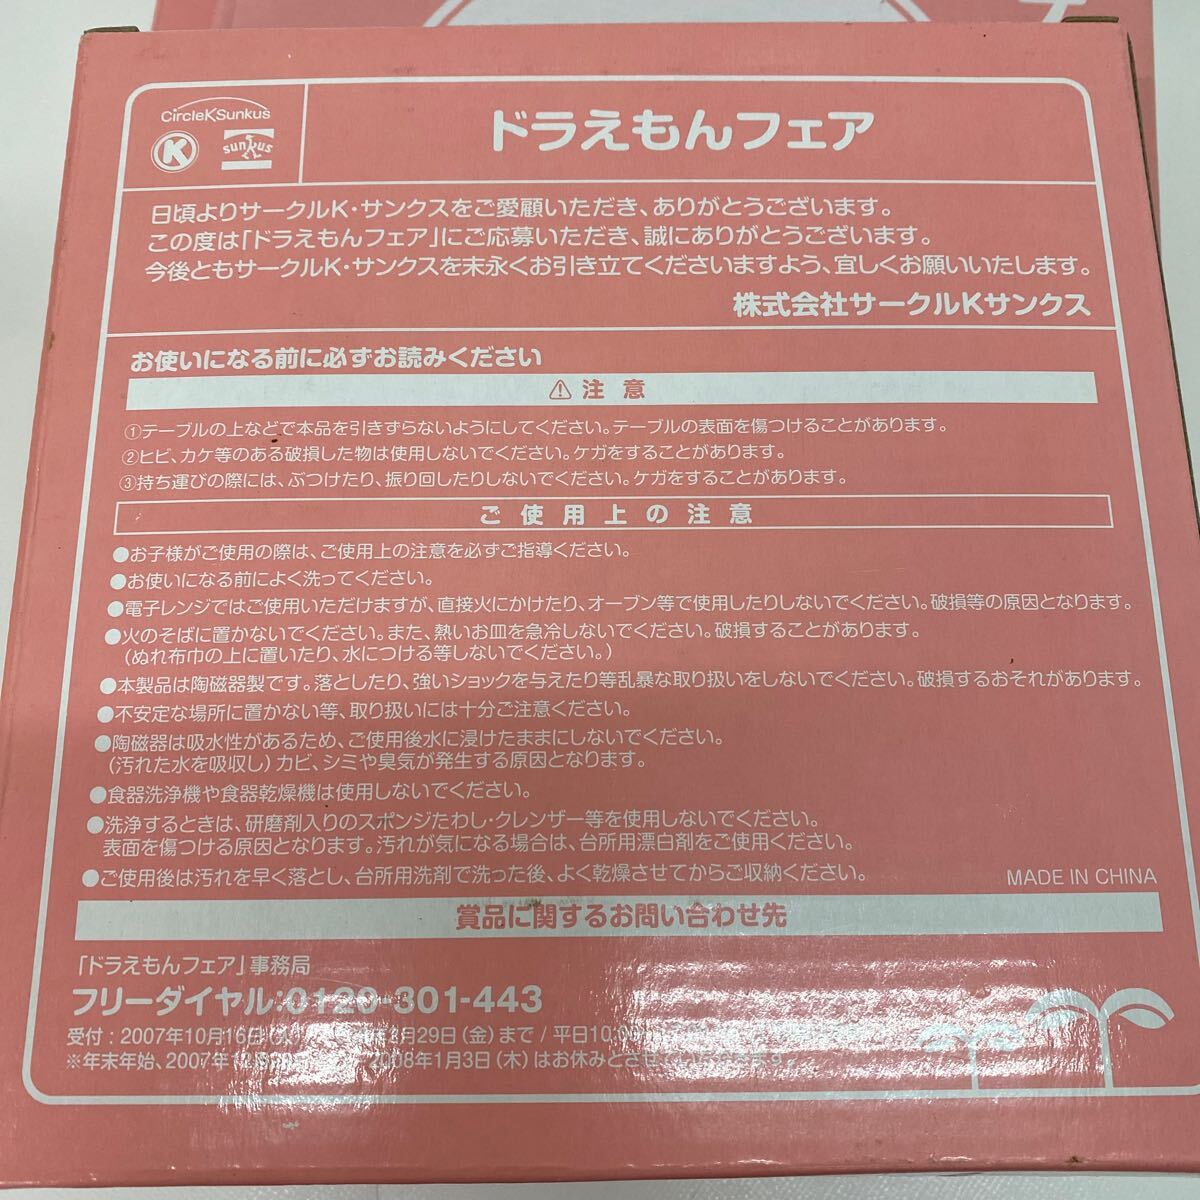 CircleKSunkus
K
sunkus
ドラえもんフェア
日頃よりサークルK・サンクスをご愛顧いただき、ありがとうございます。
この度は「ドラえもんフェア」にご応募いただき、誠にありがとうございます。
今後ともサークルK・サンクスを末永くお引き立てくださいますよう、宜しくお願いいたします。
株式会社サークルKサンクス
お使いになる前に必ずお読みください
⚠注意
①テーブルの上などで本品を引きずらないようにしてください。テーブルの表面を傷つけることがあります。
②ヒビ、カケ等のある破損した物は使用しないでください。ケガをすることがあります。
③持ち運びの際には、ぶつけたり、振り回したりしないでください。ケガをすることがあります。
ご使用上の注意
●お子様がご使用の際は、ご使用上の注意を必ずご指導ください。
●お使いになる前によく洗ってください。
●電子レンジではご使用いただけますが、直接火にかけたり、オーブン等で使用したりしないでください。破損等の原因となります。
●火のそばに置かないでください。また、熱いお皿を急冷しないでください。破損することがあります。
(ぬれ布巾の上に置いたり、水につける等しないでください。)
●本製品は陶磁器製です。落としたり、強いショックを与えたり等乱暴な取り扱いをしないでください。破損するおそれがあります。
●不安定な場所に置かない等、取り扱いには十分ご注意ください。
●陶磁器は吸水性があるため、ご使用後水に浸けたままにしないでください。
(汚れた水を吸収し) カビ、シミや臭気が発生する原因となります。
●食器洗浄機や食器乾燥機は使用しないでください。
●洗浄するときは、研磨剤入りのスポンジたわし・クレンザー等を使用しないでください。
表面を傷つける原因となります。汚れが気になる場合は、台所用漂白剤をご使用ください。
●ご使用後は汚れを早く落とし、台所用洗剤で洗った後、よく乾燥させてからご収納ください。
MADE IN CHINA
賞品に関するお問い合わせ先
「ドラえもんフェア」事務局
フリーダイヤル:0120-301-443
受付:2007年10月16日 29日(金)まで/平日10
※年末年始、2007年12 2008年1月3日(木)はお休みとさせ